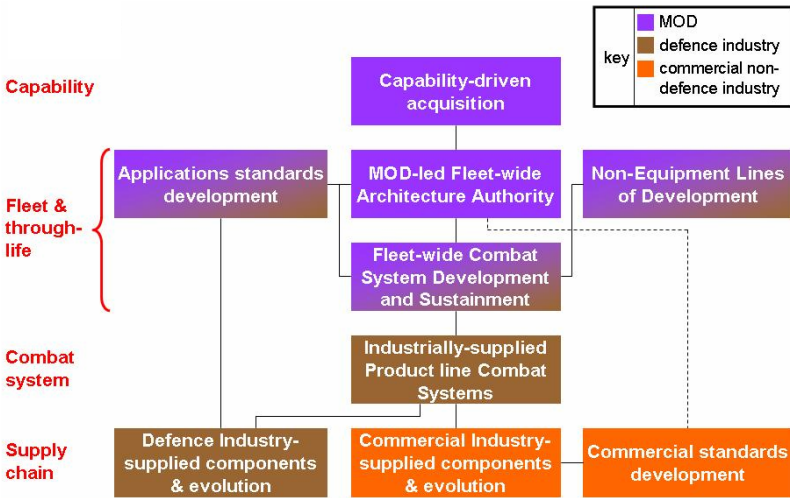 key
MOD
defence industry
commercial non-
defence industry
Capability
Capability-driven
acquisition
Fleet &
through-
life
Applications standards
development
MOD-led Fleet-wide
Architecture Authority
Non-Equipment Lines
of Development
Fleet-wide Combat
System Development
and Sustainment
Combat
system
Industrially-supplied
Product line Combat
Systems
Supply
chain
Defence Industry-
supplied components
& evolution
Commercial Industry-
supplied components
& evolution
Commercial standards
development